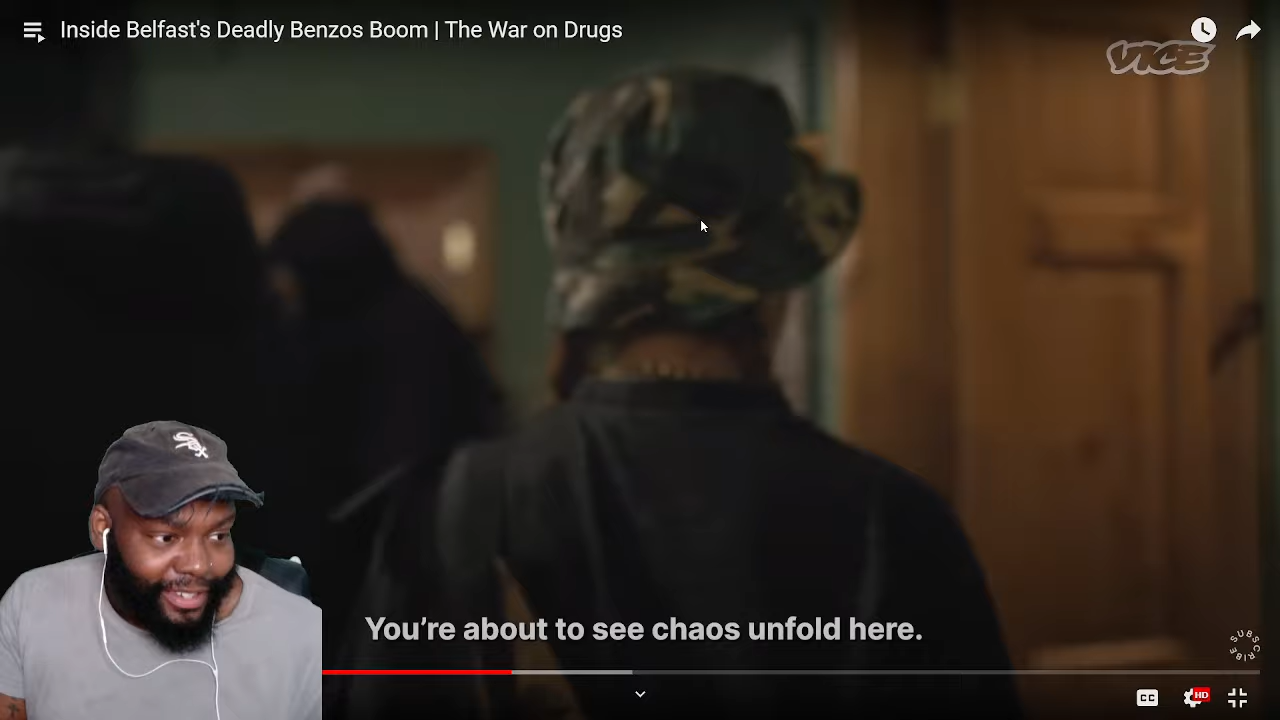 Inside Belfast's Deadly Benzos Boom | The War on Drugs
VICE
Sox
You’re about to see chaos unfold here.
SUBSCRIBE
CC
HD